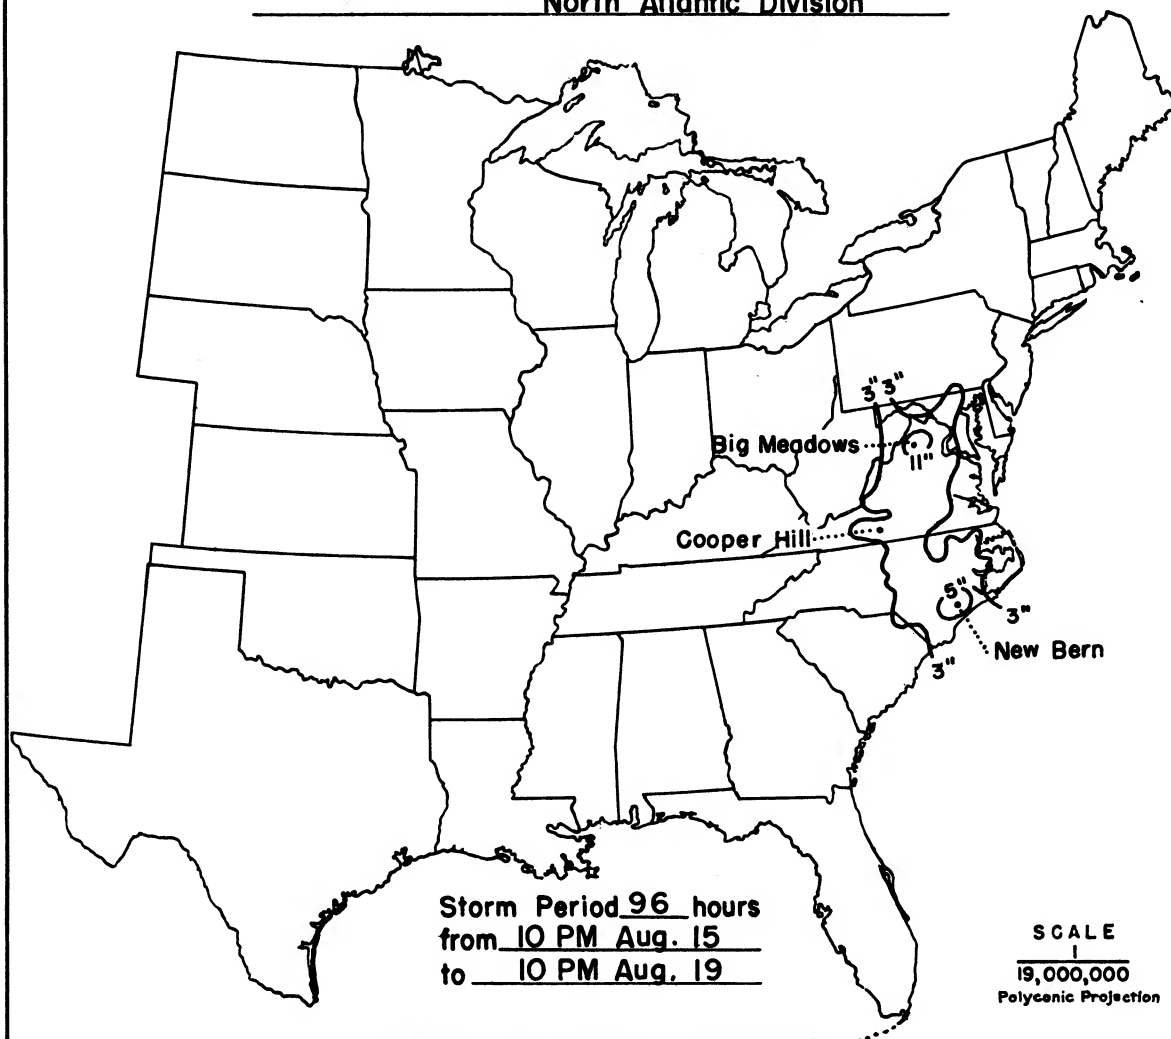 North Atlantic Division
3" 3"
Big Meadows
11"
Cooper Hill
5"
3"
New Bern
3"
Storm Period 96 hours
from 10 PM Aug. 15
to 10 PM Aug. 19
SCALE
1
19,000,000
Polyconic Projection